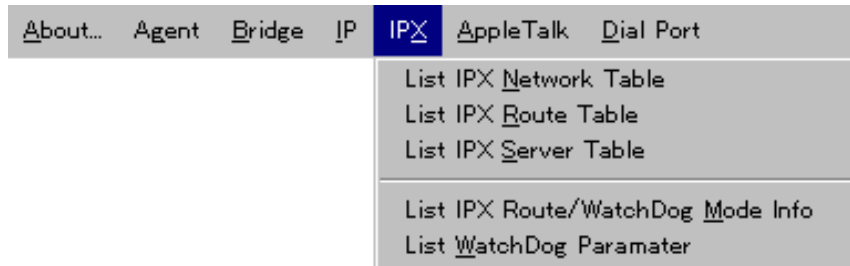 About... Agent Bridge IP IPX AppleTalk Dial Port
List IPX Network Table
List IPX Route Table
List IPX Server Table
List IPX Route/WatchDog Mode Info
List WatchDog Paramater